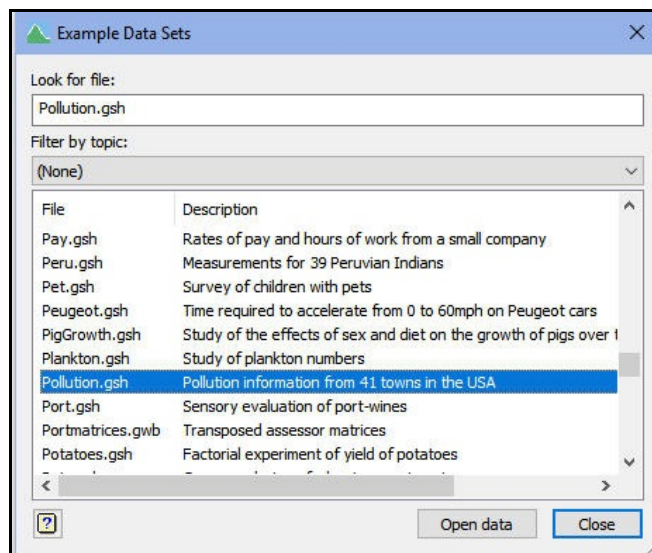 Example Data Sets
Look for file:
Pollution.gsh
Filter by topic:
(None)
File Description
Pay.gsh Rates of pay and hours of work from a small company
Peru.gsh Measurements for 39 Peruvian Indians
Pet.gsh Survey of children with pets
Peugeot.gsh Time required to accelerate from 0 to 60mph on Peugeot cars
PigGrowth.gsh Study of the effects of sex and diet on the growth of pigs over t
Plankton.gsh Study of plankton numbers
Pollution.gsh Pollution information from 41 towns in the USA
Port.gsh Sensory evaluation of port-wines
Portmatrices.gwb Transposed assessor matrices
Potatoes.gsh Factorial experiment of yield of potatoes
? Open data Close